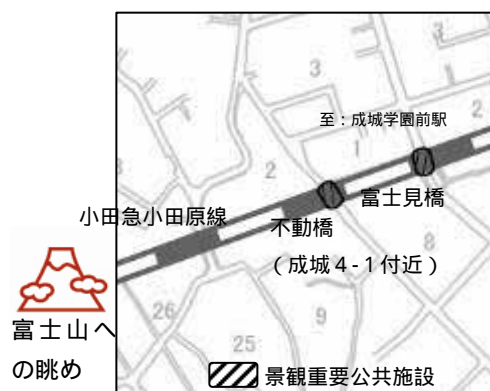 3
3
至：成城学園前駅
2
1
2
小田急小田原線
富士見橋
不動橋
（成城４-１付近）
8
26
9
25
富士山へ
の眺め
景観重要公共施設